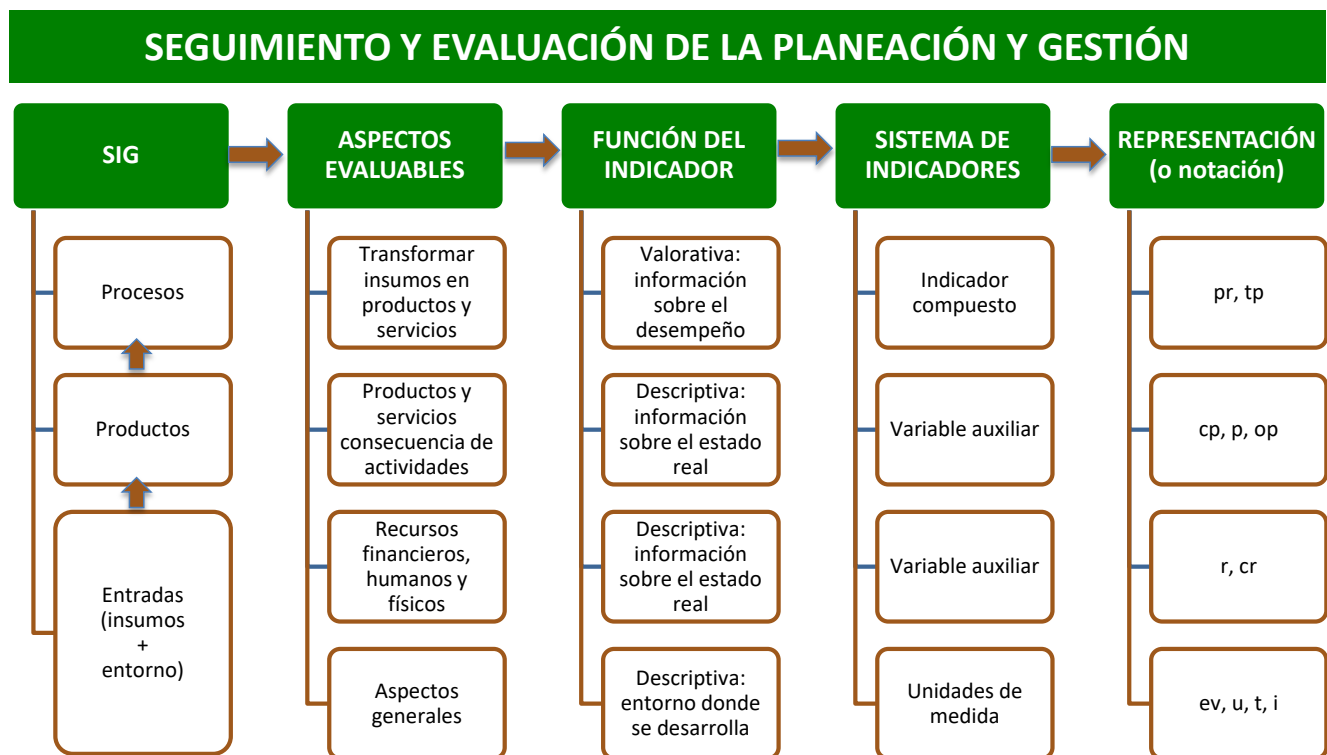 SEGUIMIENTO Y EVALUACIÓN DE LA PLANEACIÓN Y GESTIÓN
SIG
Procesos
Productos
Entradas
(insumos
+
entorno)
ASPECTOS
EVALUABLES
Transformar
insumos en
productos y
servicios
Productos y
servicios
consecuencia de
actividades
Recursos
financieros,
humanos y
físicos
Aspectos
generales
FUNCIÓN DEL
INDICADOR
Valorativa:
información
sobre el
desempeño
Descriptiva:
información
sobre el estado
real
Descriptiva:
información
sobre el estado
real
Descriptiva:
entorno donde
se desarrolla
SISTEMA DE
INDICADORES
Indicador
compuesto
Variable auxiliar
Variable auxiliar
Unidades de
medida
REPRESENTACIÓN
(o notación)
pr, tp
cp, p, op
r, cr
ev, u, t, i